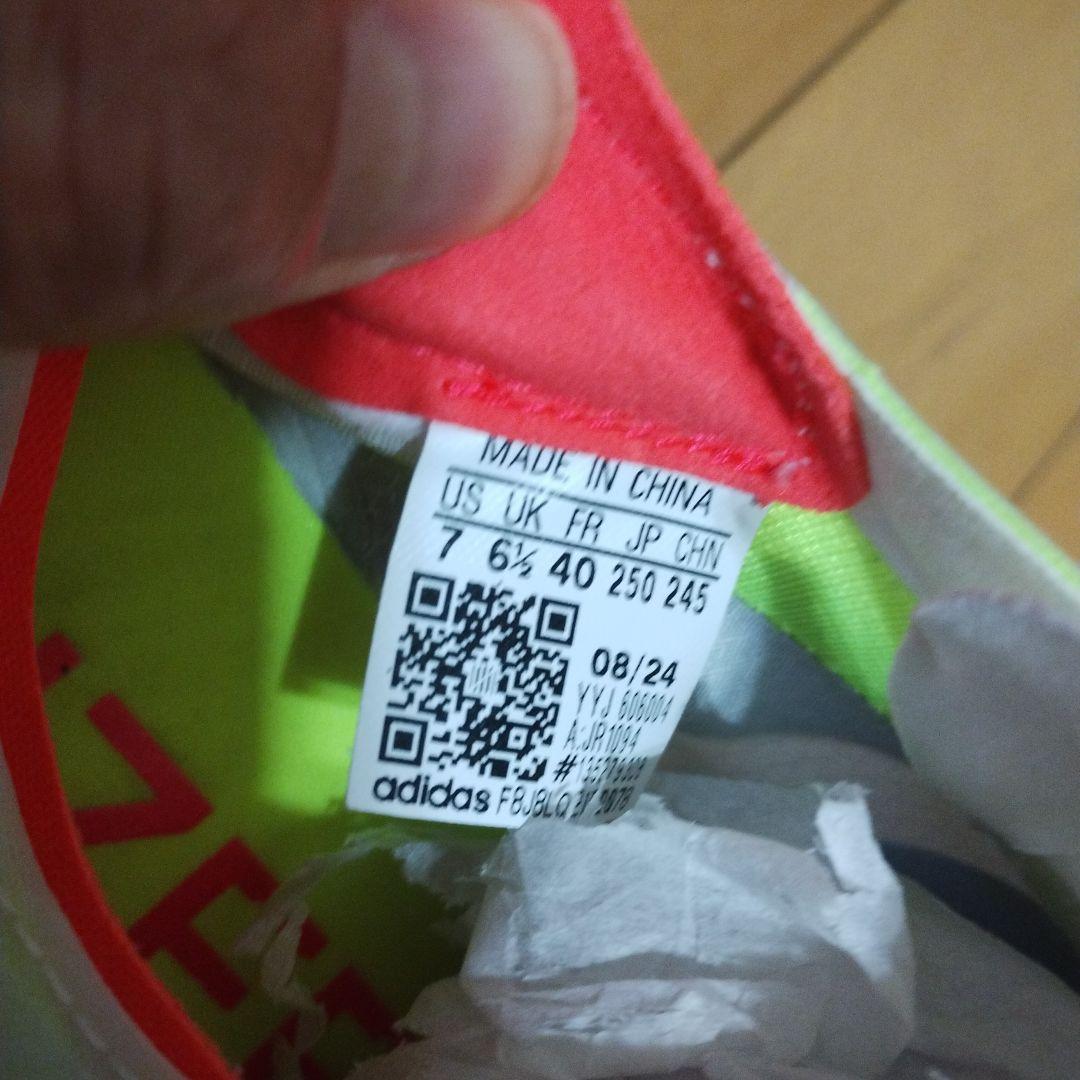 MADE IN CHINA
US UK FR JP CHN
7 6½ 40 250 245
08/24
YYJ 606004
A:JR1094
adidas F8J8LQ